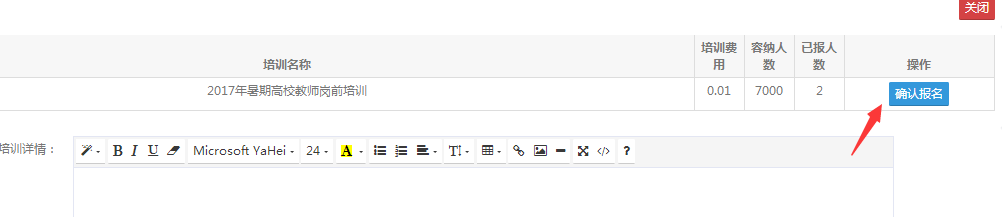 关闭
培训名称 培训费用 容纳人数 已报人数 操作
2017年暑期高校教师岗前培训 0.01 7000 2 确认报名
培训详情：
B I U Microsoft YaHei 24 A T ?